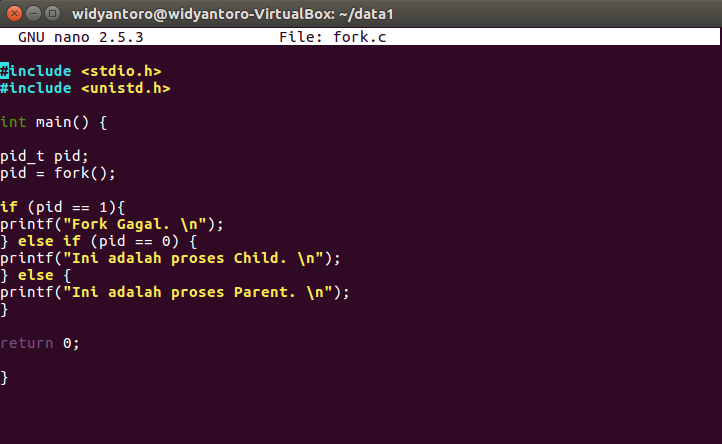 widyantoro@widyantoro-VirtualBox: ~/data1
GNU nano 2.5.3 File: fork.c
#include <stdio.h>
#include <unistd.h>
int main() {
pid_t pid;
pid = fork();
if (pid == 1){
printf("Fork Gagal. \n");
} else if (pid == 0) {
printf("Ini adalah proses Child. \n");
} else {
printf("Ini adalah proses Parent. \n");
}
return 0;
}